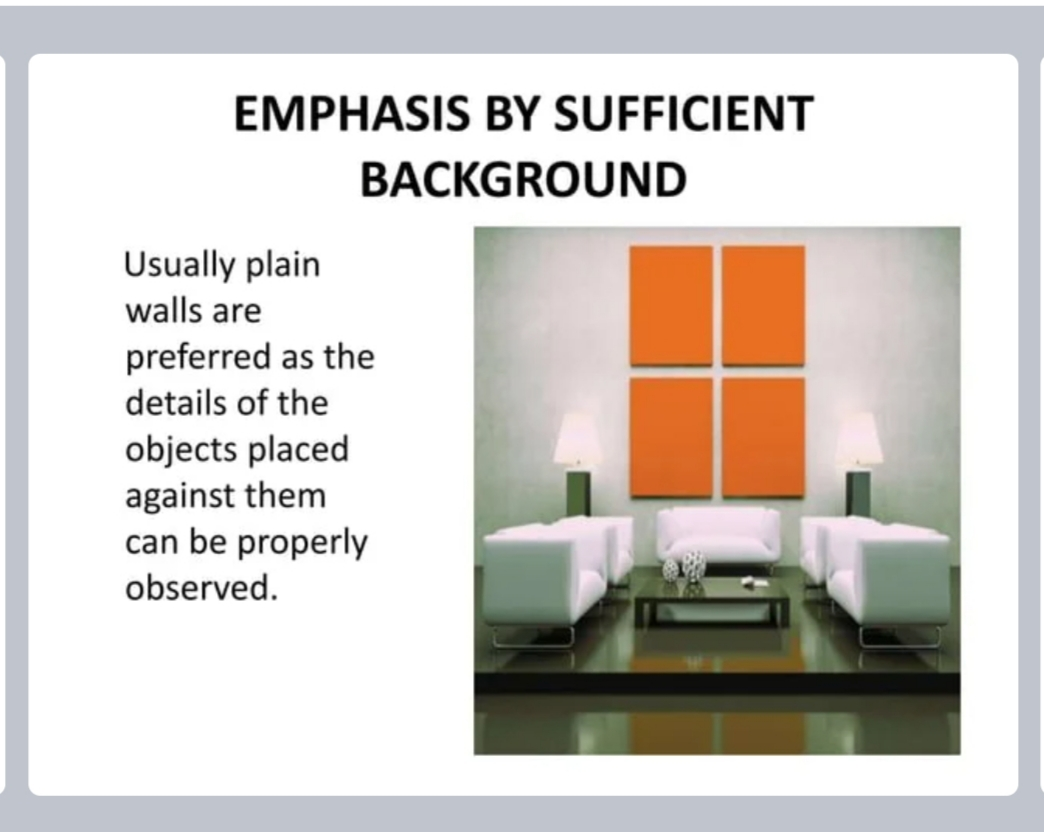 EMPHASIS BY SUFFICIENT
BACKGROUND
Usually plain
walls are
preferred as the
details of the
objects placed
against them
can be properly
observed.